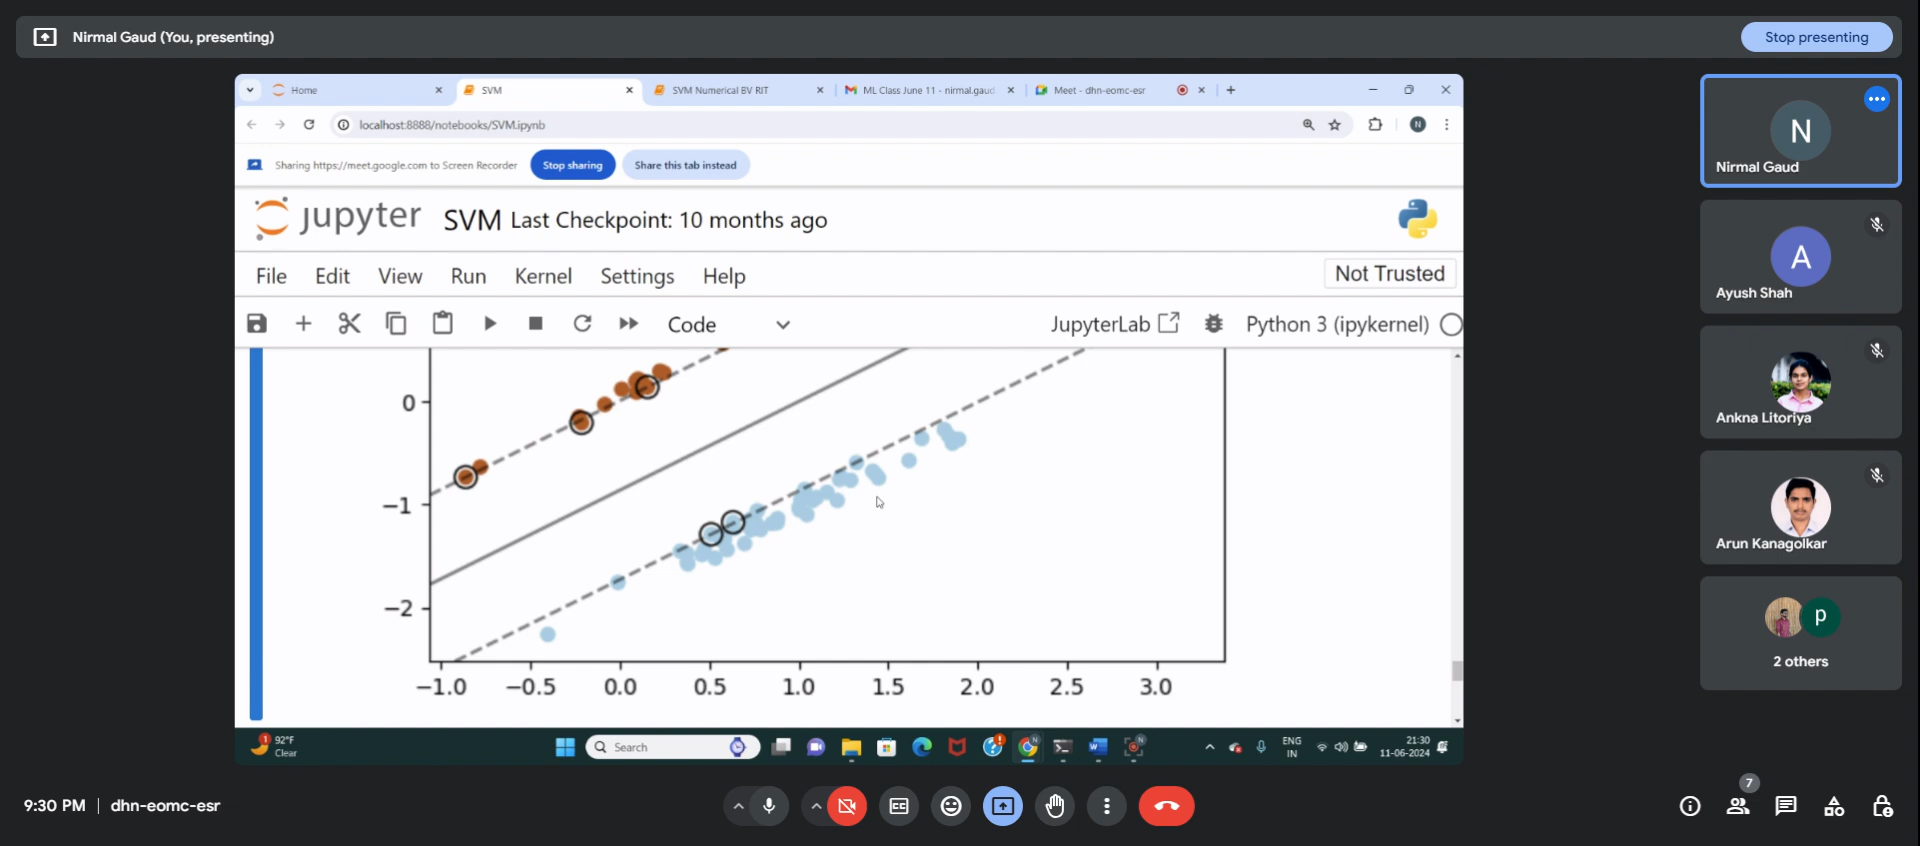 Nirmal Gaud (You, presenting)
Stop presenting
Home
SVM
SVM Numerical BV RIT
ML Class June 11 - nirmal.gaud
Meet - dhn-eomc-esr
localhost:8888/notebooks/SVM.ipynb
N
Sharing https://meet.google.com to Screen Recorder
Stop sharing
Share this tab instead
jupyter
SVM Last Checkpoint: 10 months ago
File Edit View Run Kernel Settings Help
Not Trusted
Code
JupyterLab
Python 3 (ipykernel)
0
−1
−2
−1.0 −0.5 0.0 0.5 1.0 1.5 2.0 2.5 3.0
1
92°F
Clear
Search
ENG
IN
21:30
11-06-2024
N
Nirmal Gaud
A
Ayush Shah
Ankna Litoriya
Arun Kanagolkar
p
2 others
9:30 PM | dhn-eomc-esr
7